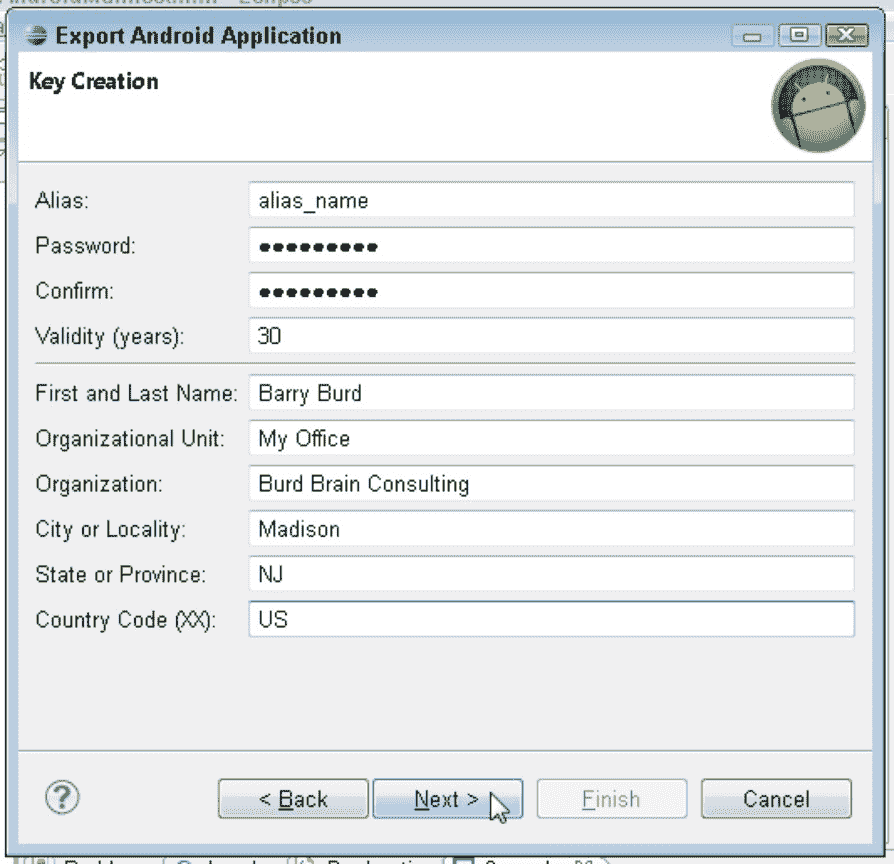 Export Android Application
Key Creation
Alias: alias_name
Password: •••••••••
Confirm: •••••••••
Validity (years): 30
First and Last Name: Barry Burd
Organizational Unit: My Office
Organization: Burd Brain Consulting
City or Locality: Madison
State or Province: NJ
Country Code (XX): US
? < Back Next > Finish Cancel